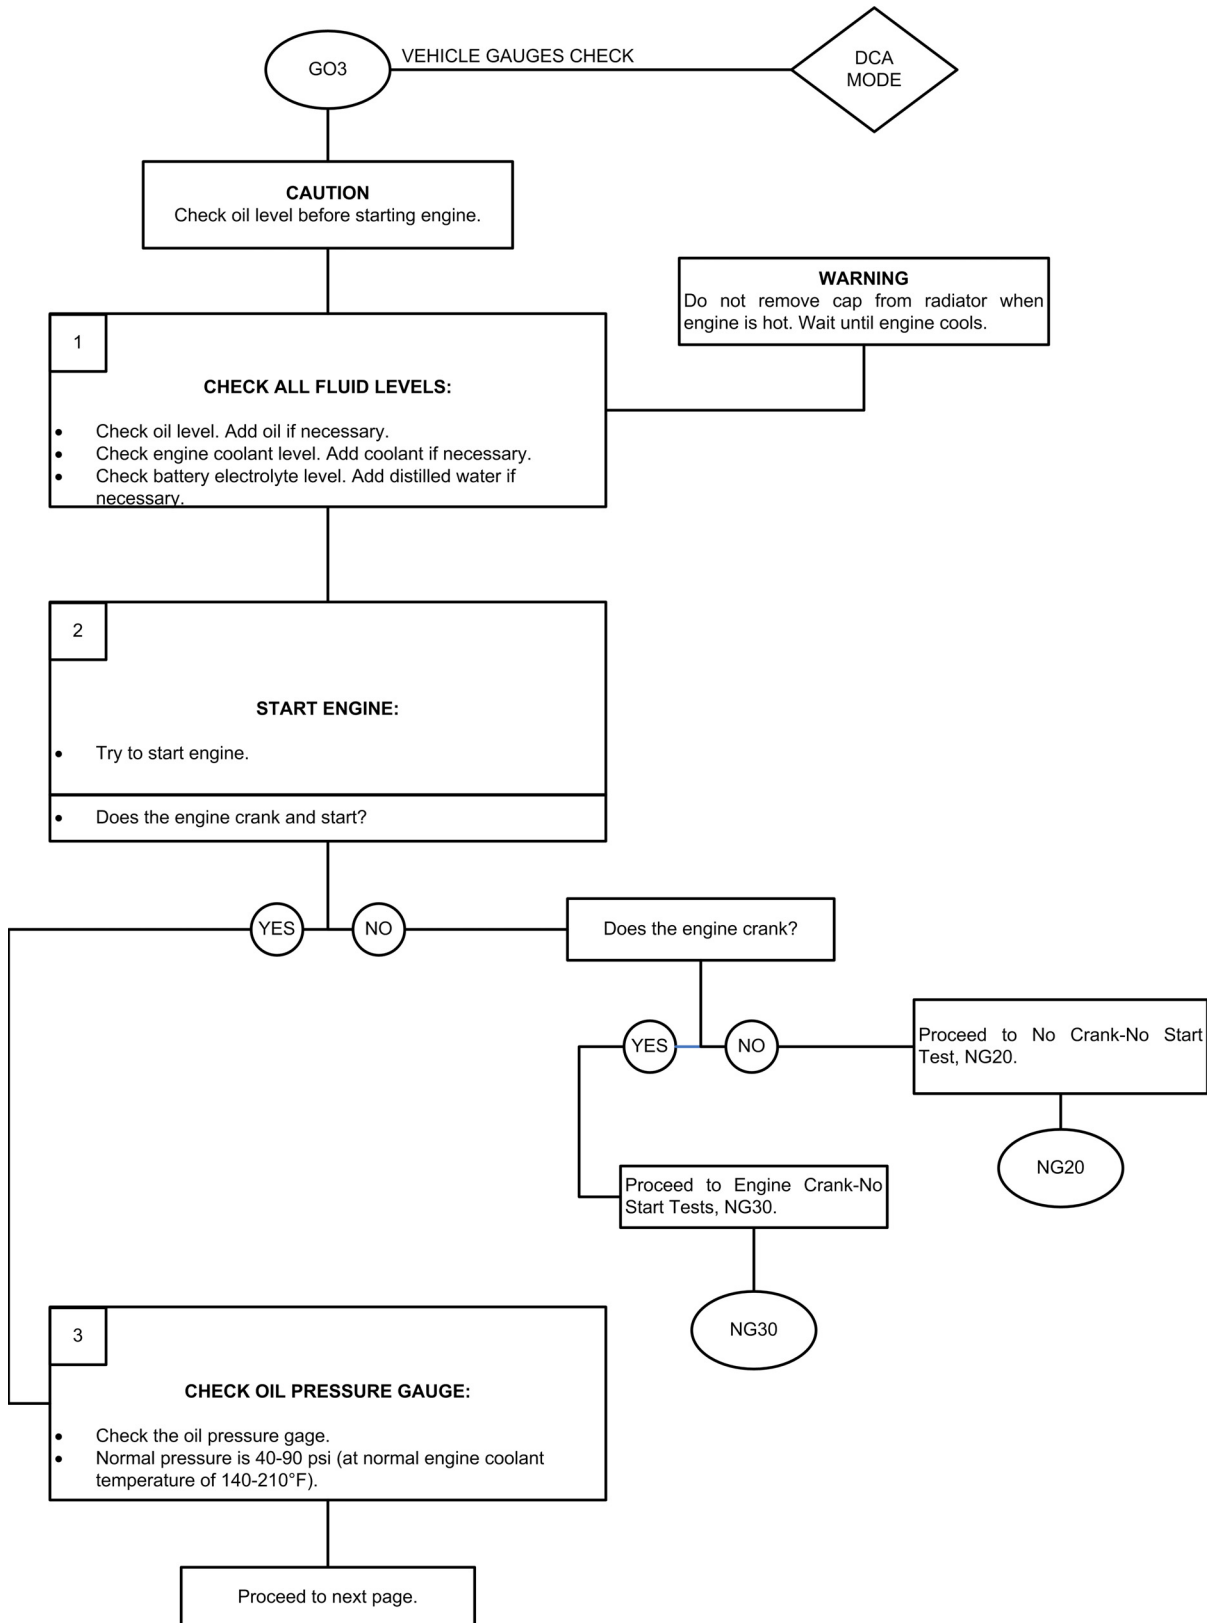 GO3
VEHICLE GAUGES CHECK
DCA
MODE
CAUTION
Check oil level before starting engine.
WARNING
Do not remove cap from radiator when
engine is hot. Wait until engine cools.
1
CHECK ALL FLUID LEVELS:
• Check oil level. Add oil if necessary.
• Check engine coolant level. Add coolant if necessary.
• Check battery electrolyte level. Add distilled water if
necessary.
2
START ENGINE:
• Try to start engine.
• Does the engine crank and start?
YES
NO
Does the engine crank?
YES
NO
Proceed to No Crank-No Start
Test, NG20.
NG20
Proceed to Engine Crank-No
Start Tests, NG30.
NG30
3
CHECK OIL PRESSURE GAUGE:
• Check the oil pressure gage.
• Normal pressure is 40-90 psi (at normal engine coolant
temperature of 140-210°F).
Proceed to next page.